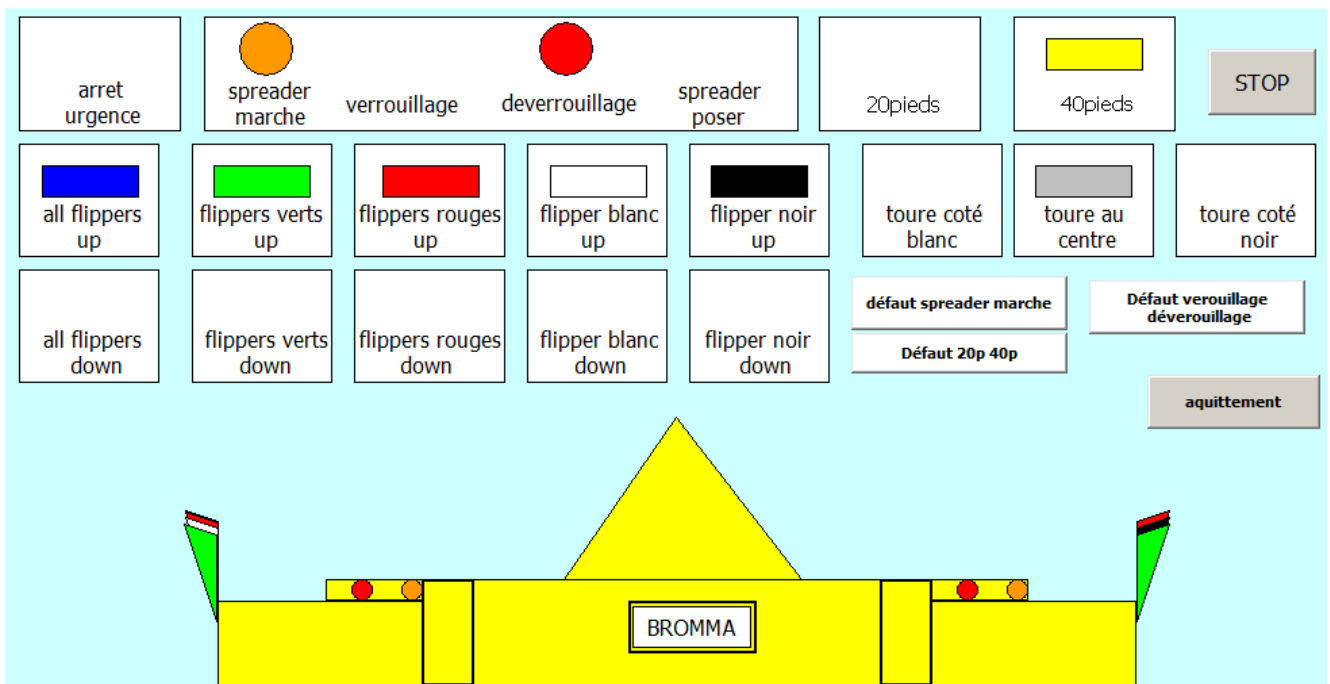 arret
urgence
spreader
marche
verrouillage
deverrouillage
spreader
poser
20pieds
40pieds
STOP
all flippers
up
flippers verts
up
flippers rouges
up
flipper blanc
up
flipper noir
up
toure coté
blanc
toure au
centre
toure coté
noir
all flippers
down
flippers verts
down
flippers rouges
down
flipper blanc
down
flipper noir
down
défaut spreader marche
Défaut verouillage
déverouillage
Défaut 20p 40p
aquittement
BROMMA